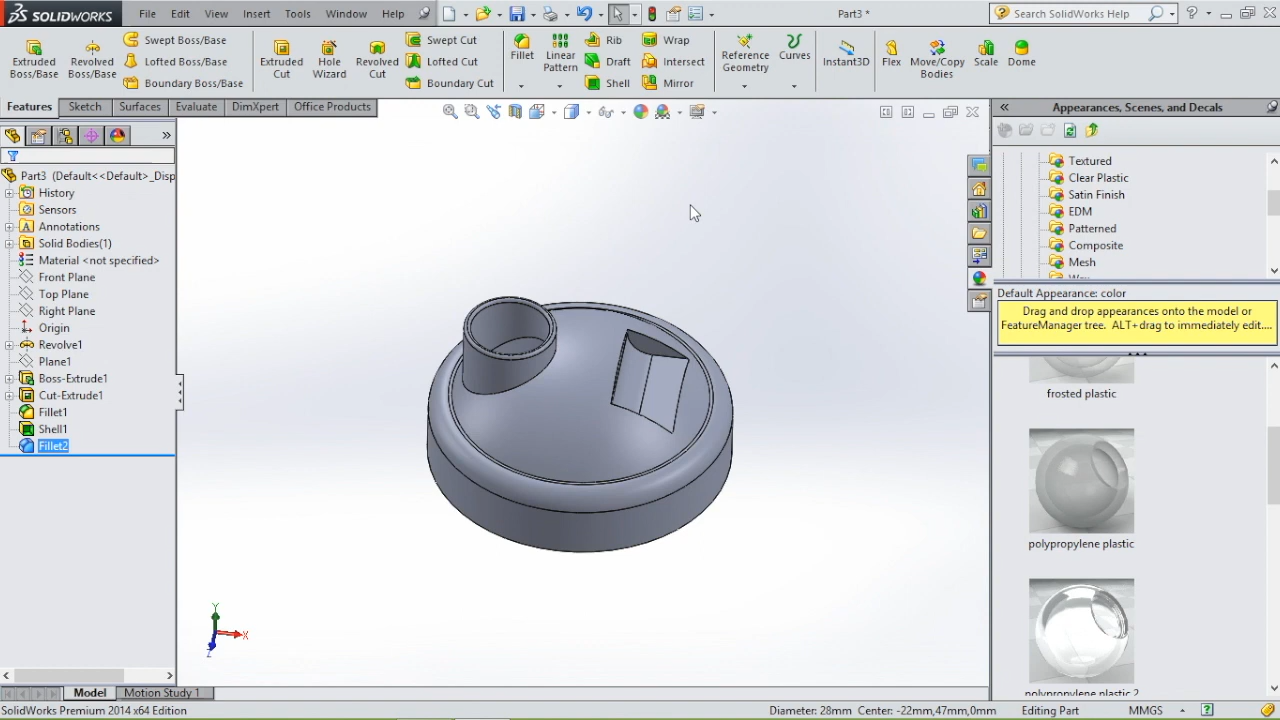 SOLIDWORKS
File Edit View Insert Tools Window Help
Part3 *
Search SolidWorks Help
Extruded Boss/Base
Revolved Boss/Base
Swept Boss/Base
Lofted Boss/Base
Boundary Boss/Base
Extruded Cut
Hole Wizard
Revolved Cut
Swept Cut
Lofted Cut
Boundary Cut
Fillet
Linear Pattern
Rib
Draft
Shell
Wrap
Intersect
Mirror
Reference Geometry
Curves
Instant3D
Flex
Move/Copy Bodies
Scale
Dome
Features Sketch Surfaces Evaluate DimXpert Office Products
Part3 (Default<<Default>_Disp
History
Sensors
Annotations
Solid Bodies(1)
Material <not specified>
Front Plane
Top Plane
Right Plane
Origin
Revolve1
Plane1
Boss-Extrude1
Cut-Extrude1
Fillet1
Shell1
Fillet2
Y
X
Z
Appearances, Scenes, and Decals
Textured
Clear Plastic
Satin Finish
EDM
Patterned
Composite
Mesh
Default Appearance: color
Drag and drop appearances onto the model or
FeatureManager tree. ALT+drag to immediately edit....
frosted plastic
polypropylene plastic
polypropylene plastic 2
Model Motion Study 1
SolidWorks Premium 2014 x64 Edition
Diameter: 28mm Center: -22mm,47mm,0mm
Editing Part
MMGS